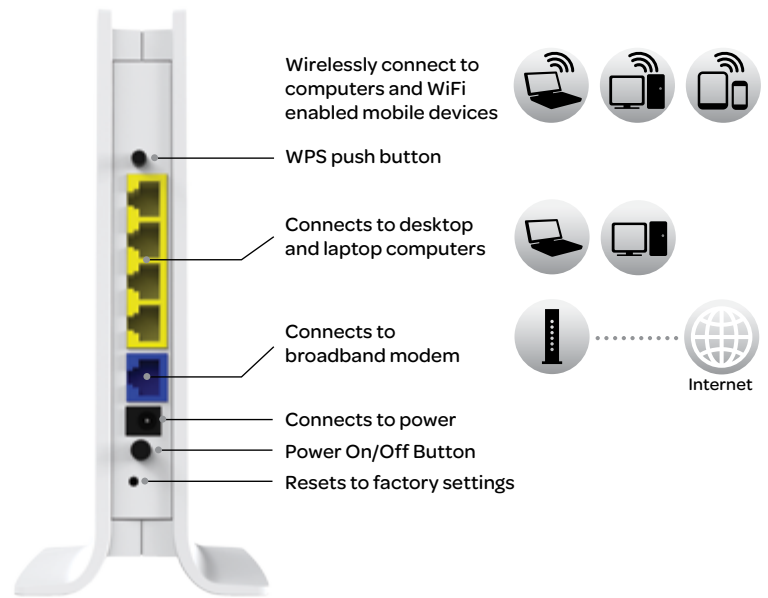 Wirelessly connect to
computers and WiFi
enabled mobile devices
WPS push button
Connects to desktop
and laptop computers
Connects to
broadband modem
Internet
Connects to power
Power On/Off Button
Resets to factory settings